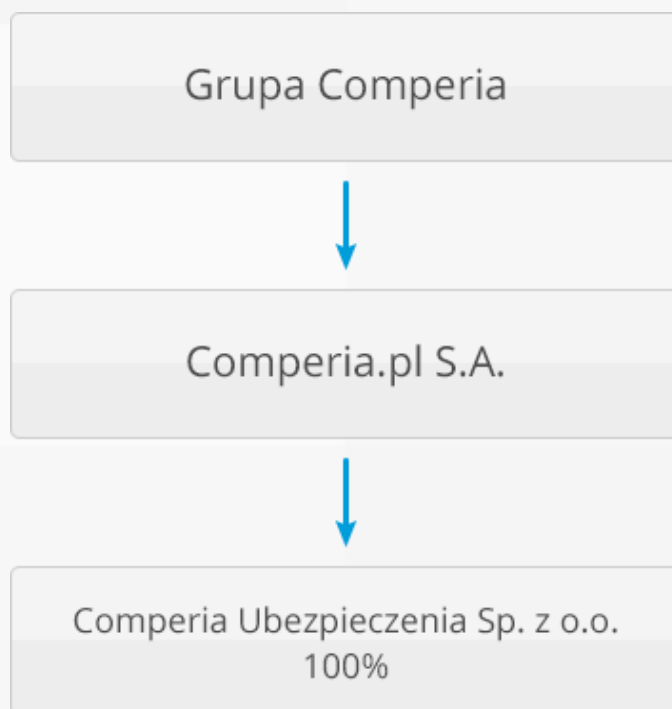 Grupa Comperia
Comperia.pl S.A.
Comperia Ubezpieczenia Sp. z o.o.
100%